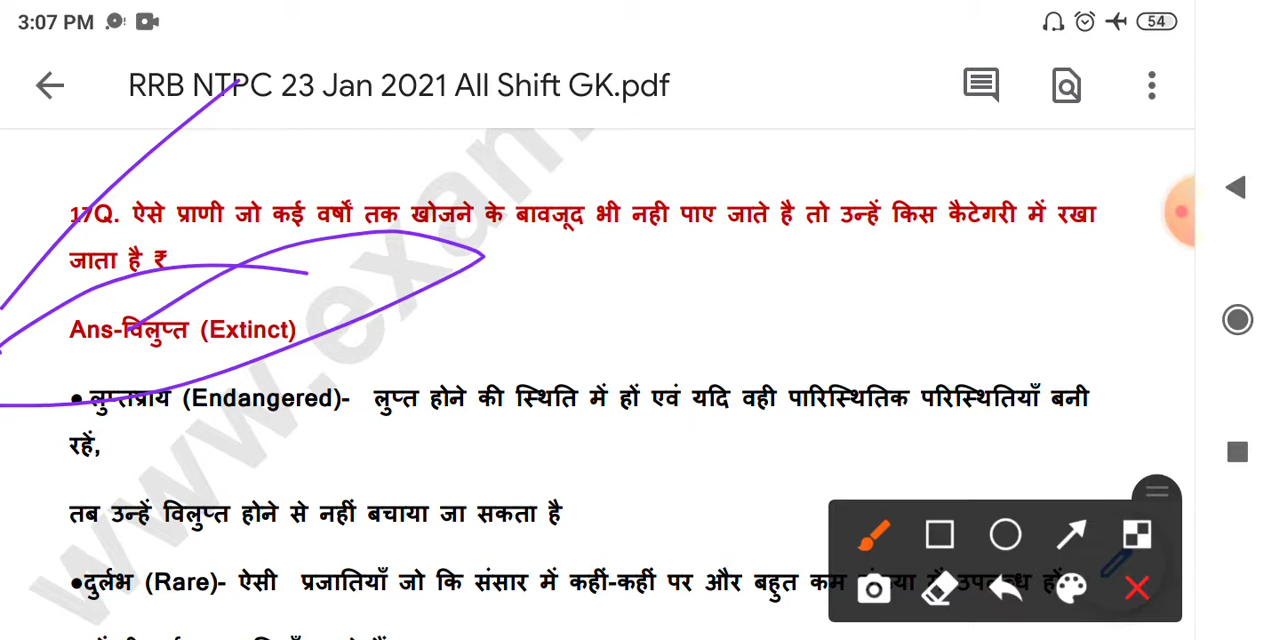 3:07 PM
54
RRB NTPC 23 Jan 2021 All Shift GK.pdf
17Q. ऐसे प्राणी जो कई वर्षों तक खोजने के बावजूद भी नही पाए जाते है तो उन्हें किस कैटेगरी में रखा
जाता है ₹
Ans-विलुप्त (Extinct)
● लुप्तप्राय (Endangered)- लुप्त होने की स्थिति में हों एवं यदि वही पारिस्थितिक परिस्थितियाँ बनी
रहें,
तब उन्हें विलुप्त होने से नहीं बचाया जा सकता है
●दुर्लभ (Rare)- ऐसी प्रजातियाँ जो कि संसार में कहीं-कहीं पर और बहुत कम
www.exam